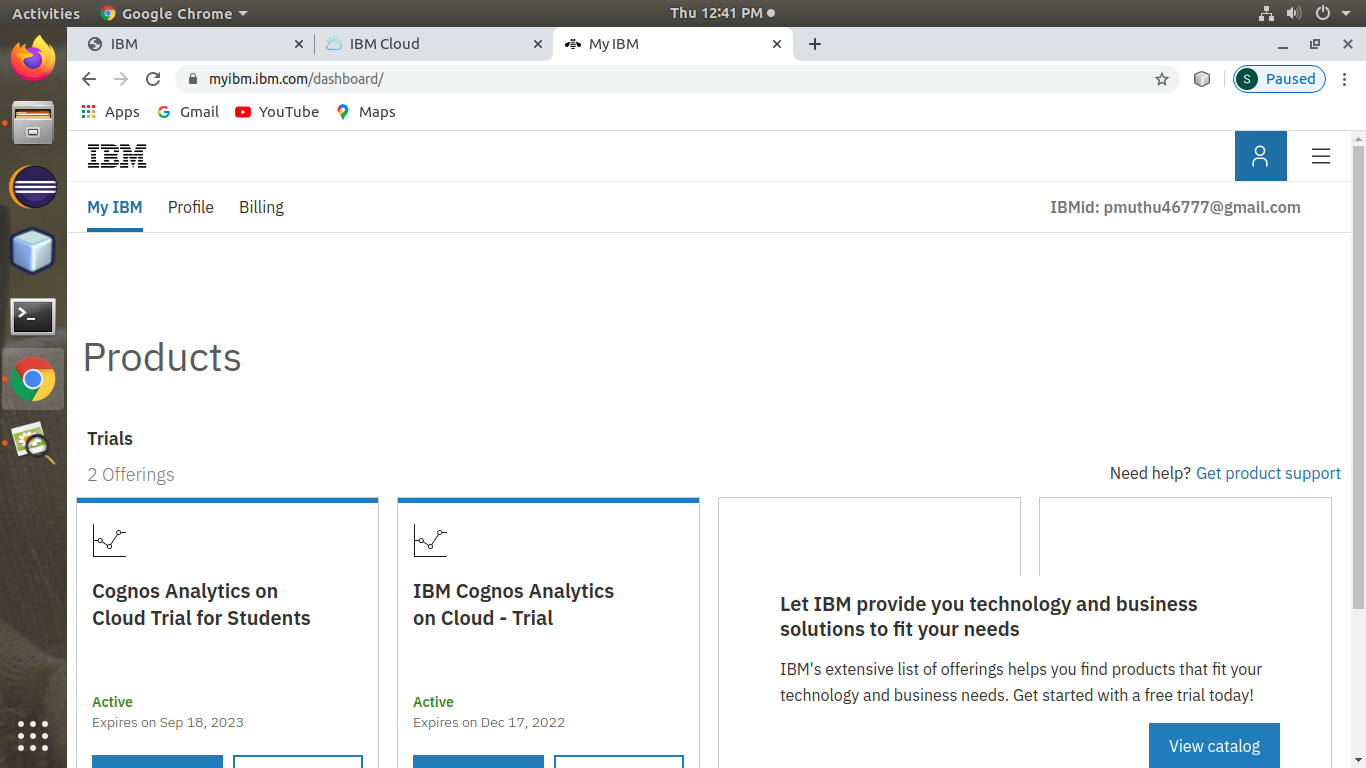 Activities
Google Chrome
Thu 12:41 PM
IBM
IBM Cloud
My IBM
myibm.ibm.com/dashboard/
S
Paused
Apps
Gmail
YouTube
Maps
IBM
My IBM
Profile
Billing
IBMid: pmuthu46777@gmail.com
Products
Trials
2 Offerings
Need help? Get product support
Cognos Analytics on
Cloud Trial for Students
Active
Expires on Sep 18, 2023
IBM Cognos Analytics
on Cloud - Trial
Active
Expires on Dec 17, 2022
Let IBM provide you technology and business
solutions to fit your needs
IBM's extensive list of offerings helps you find products that fit your
technology and business needs. Get started with a free trial today!
View catalog